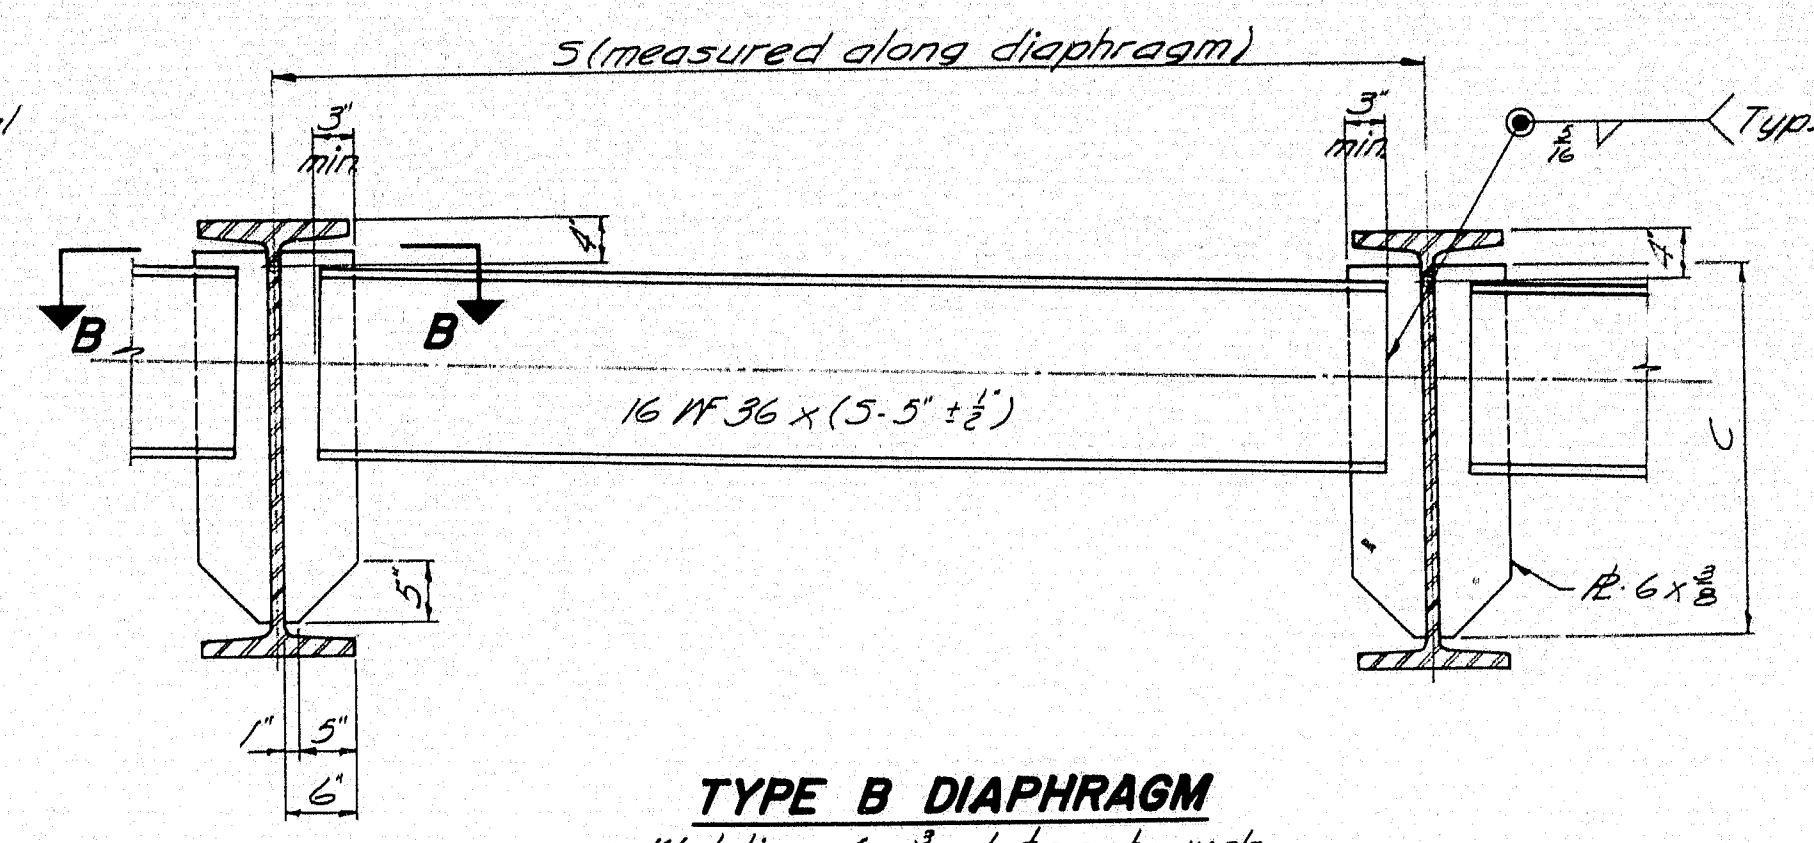 S (measured along diaphragm)
3"
min.
3"
min.
5/16
Typ.
4"
4"
B
B
16 WF 36 x (5-5" ± 1/2")
C
5"
PL. 6 x 3/8
1"
5"
6"
TYPE B DIAPHRAGM